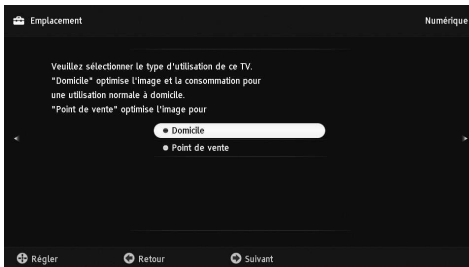 Emplacement
Numérique
Veuillez sélectionner le type d'utilisation de ce TV.
"Domicile" optimise l'image et la consommation pour
une utilisation normale à domicile.
"Point de vente" optimise l'image pour
Domicile
Point de vente
Régler
Retour
Suivant